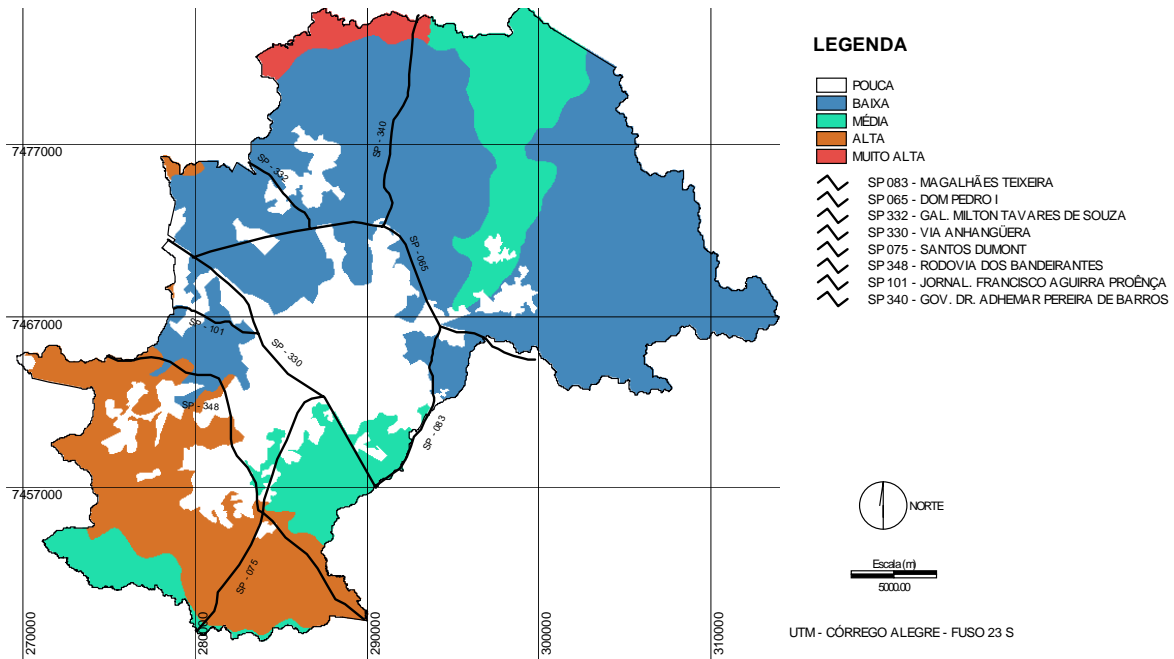 LEGENDA
POUCA
BAIXA
MÉDIA
ALTA
MUITO ALTA
SP 083 - MAGALHÃES TEIXEIRA
SP 065 - DOM PEDRO I
SP 332 - GAL. MILTON TAVARES DE SOUZA
SP 330 - VIA ANHANGÜERA
SP 075 - SANTOS DUMONT
SP 348 - RODOVIA DOS BANDEIRANTES
SP 101 - JORNAL. FRANCISCO AGUIRRA PROÊNÇA
SP 340 - GOV. DR. ADHEMAR PEREIRA DE BARROS
7477000
7467000
7457000
SP - 340
SP - 332
SP - 065
SP - 101
SP - 330
SP - 348
SP - 083
SP - 075
270000
280000
290000
300000
310000
NORTE
Escala (m)
5000.00
UTM - CÓRREGO ALEGRE - FUSO 23 S